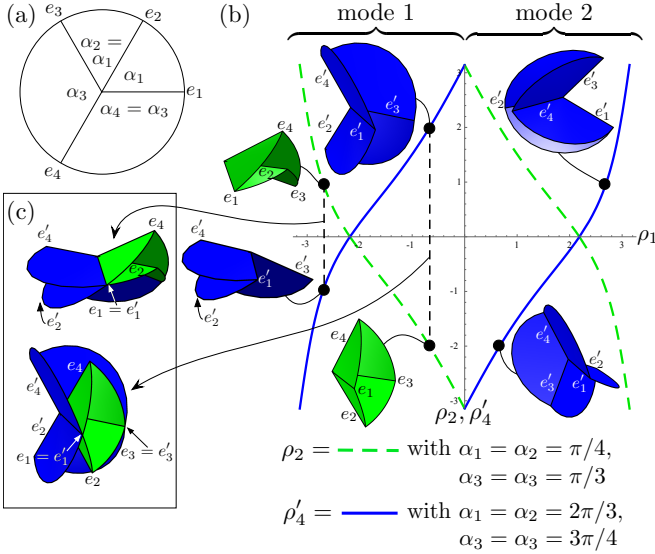 (a)
e₃
e₂
α₂ =
α₁
α₁
e₁
α₃
α₄ = α₃
e₄
(b)
mode 1
mode 2
e′₄
e′₃
e′₂
e′₁
e₄
e₂
e₁
e₃
e′₃
e′₂
e′₄
e′₁
3
2
1
-1
-2
-3
-3
-2
-1
1
2
3
ρ₁
e′₁
e′₃
e′₂
e₃
e₁
e₃
e₂
e′₄
e′₂
e′₃
e′₁
ρ₂, ρ′₄
(c)
e′₄
e₄
e₂
e′₂
e₁ = e′₁
e′₄
e₄
e′₂
e₁ = e′₁
e₃ = e′₃
e₂
ρ₂ = with α₁ = α₂ = π/4,
α₃ = α₃ = π/3
ρ′₄ = with α₁ = α₂ = 2π/3,
α₃ = α₃ = 3π/4